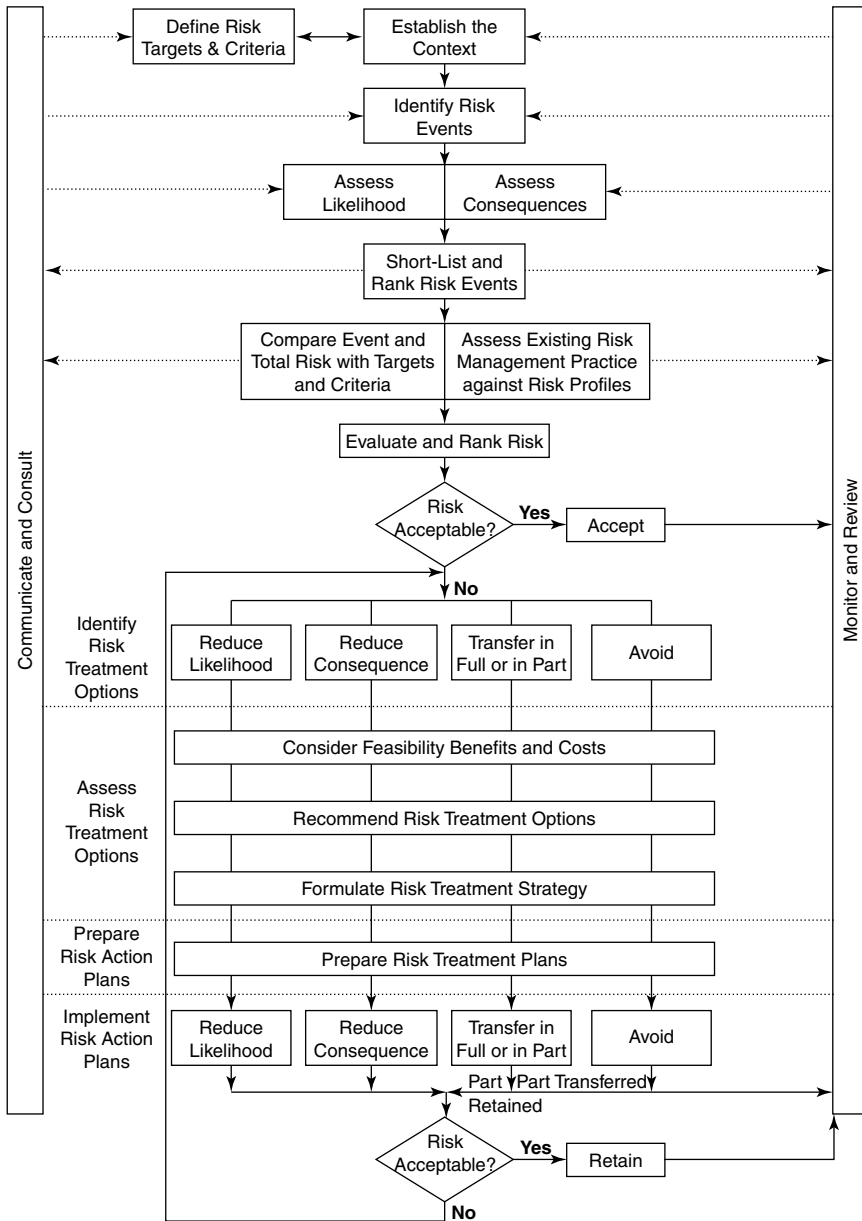 Define Risk
Targets & Criteria
Establish the
Context
Identify Risk
Events
Assess
Likelihood
Assess
Consequences
Short-List and
Rank Risk Events
Compare Event and
Total Risk with Targets
and Criteria
Assess Existing Risk
Management Practice
against Risk Profiles
Evaluate and Rank Risk
Risk
Acceptable?
Yes
Accept
No
Communicate and Consult
Monitor and Review
Identify
Risk
Treatment
Options
Reduce
Likelihood
Reduce
Consequence
Transfer in
Full or in Part
Avoid
Assess
Risk
Treatment
Options
Consider Feasibility Benefits and Costs
Recommend Risk Treatment Options
Formulate Risk Treatment Strategy
Prepare
Risk Action
Plans
Prepare Risk Treatment Plans
Implement
Risk Action
Plans
Reduce
Likelihood
Reduce
Consequence
Transfer in
Full or in Part
Avoid
Part
Retained
Part Transferred
Risk
Acceptable?
Yes
Retain
No